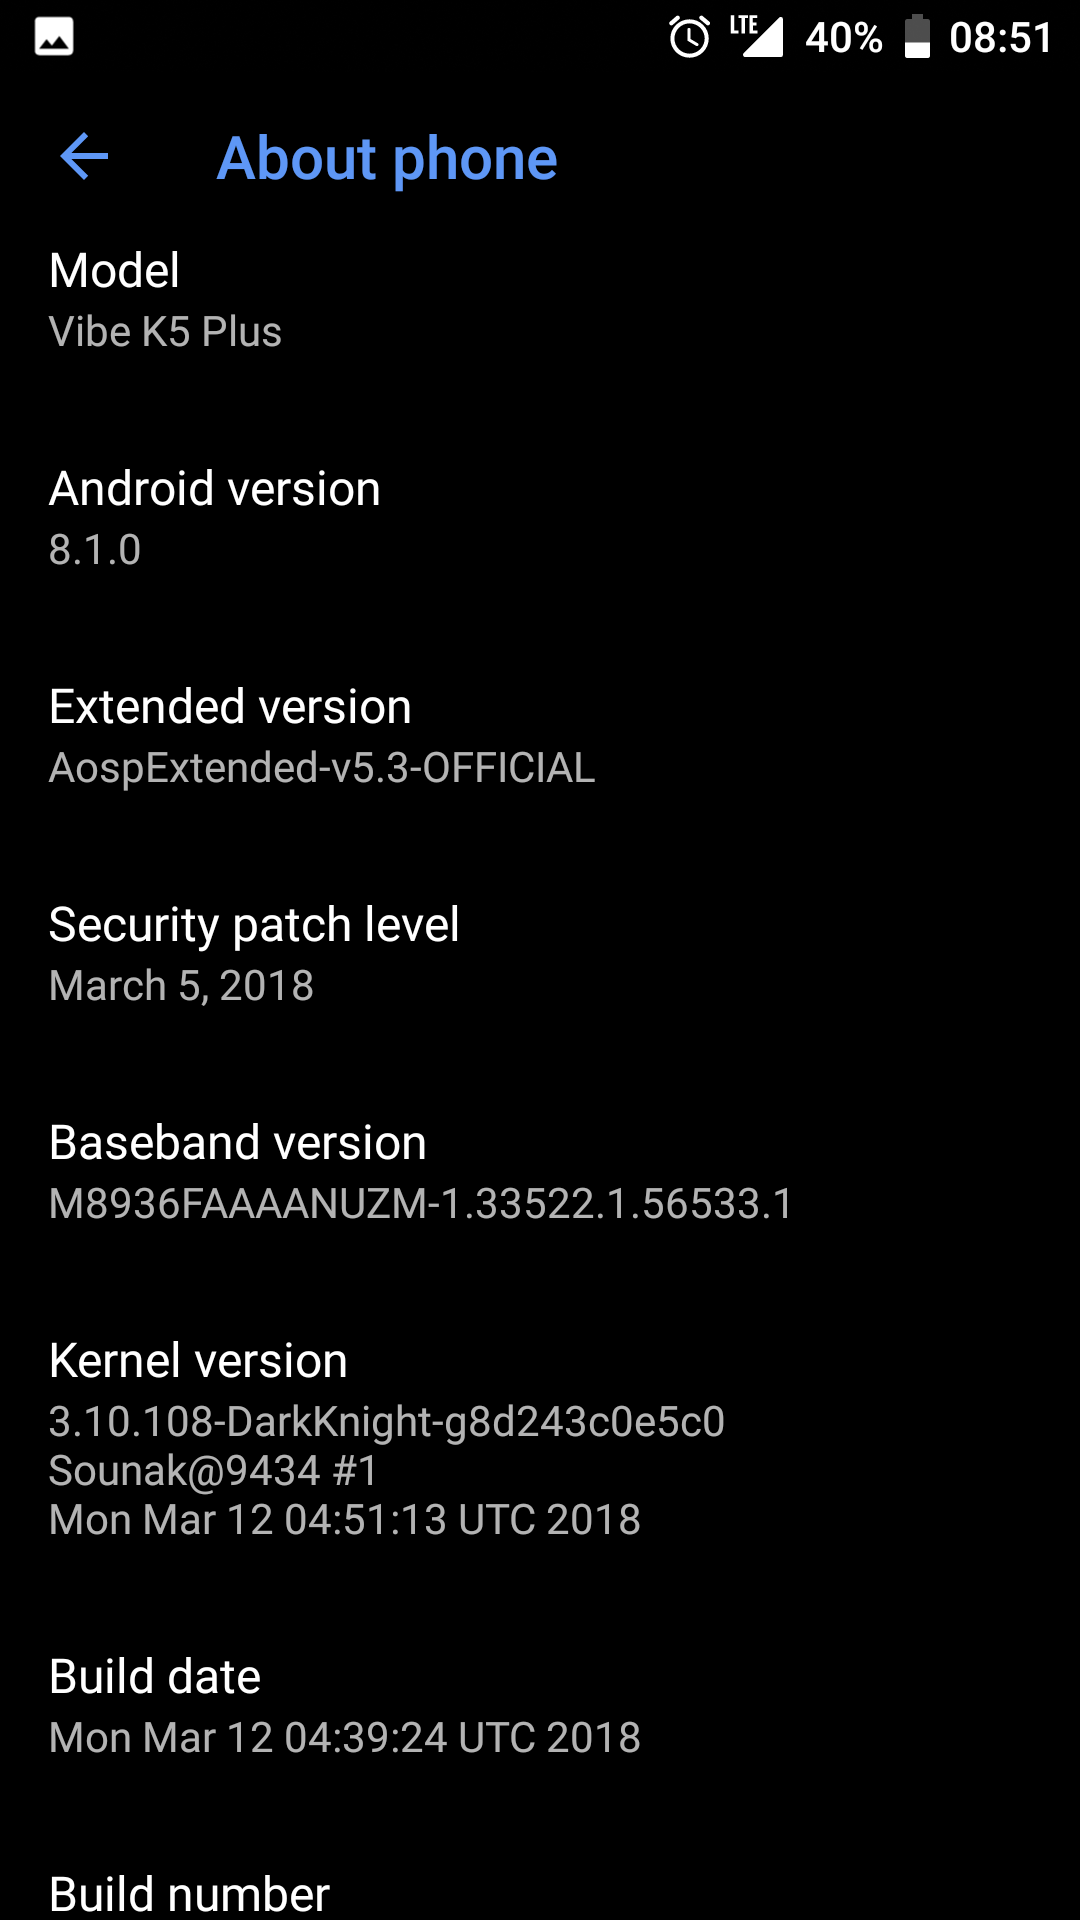 LTE 40% 08:51
About phone
Model
Vibe K5 Plus
Android version
8.1.0
Extended version
AospExtended-v5.3-OFFICIAL
Security patch level
March 5, 2018
Baseband version
M8936FAAAANUZM-1.33522.1.56533.1
Kernel version
3.10.108-DarkKnight-g8d243c0e5c0
Sounak@9434 #1
Mon Mar 12 04:51:13 UTC 2018
Build date
Mon Mar 12 04:39:24 UTC 2018
Build number